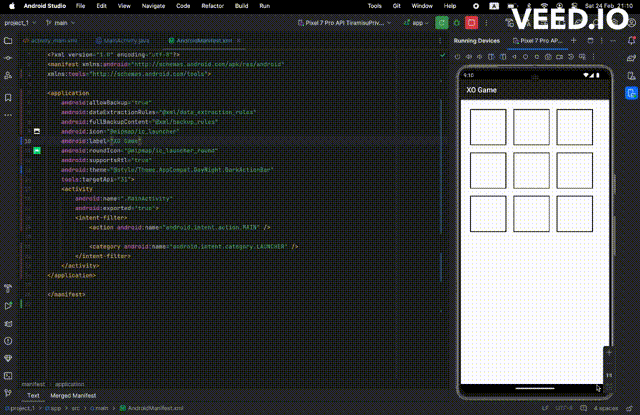 Android Studio File Edit View Navigate Code Refactor Build Run Tools Git Window Help Sat 24 Feb 21:10
VEED.IO
project_1 main Pixel 7 Pro API TiramisuPriv... app
activity_main.xml MainActivity.java AndroidManifest.xml
Running Devices Pixel 7 Pro AP...
<?xml version="1.0" encoding="utf-8"?>
<manifest xmlns:android="http://schemas.android.com/apk/res/android"
xmlns:tools="http://schemas.android.com/tools">
<application
android:allowBackup="true"
android:dataExtractionRules="@xml/data_extraction_rules"
android:fullBackupContent="@xml/backup_rules"
android:icon="@mipmap/ic_launcher"
android:label="XO Game"
android:roundIcon="@mipmap/ic_launcher_round"
android:supportsRtl="true"
android:theme="@style/Theme.AppCompat.DayNight.DarkActionBar"
tools:targetApi="31">
<activity
android:name=".MainActivity"
android:exported="true">
<intent-filter>
<action android:name="android.intent.action.MAIN" />
<category android:name="android.intent.category.LAUNCHER" />
</intent-filter>
</activity>
</application>
</manifest>
9:10
XO Game
1:1
manifest application
Text Merged Manifest
project_1 app src main AndroidManifest.xml LF UTF-8 4 spaces